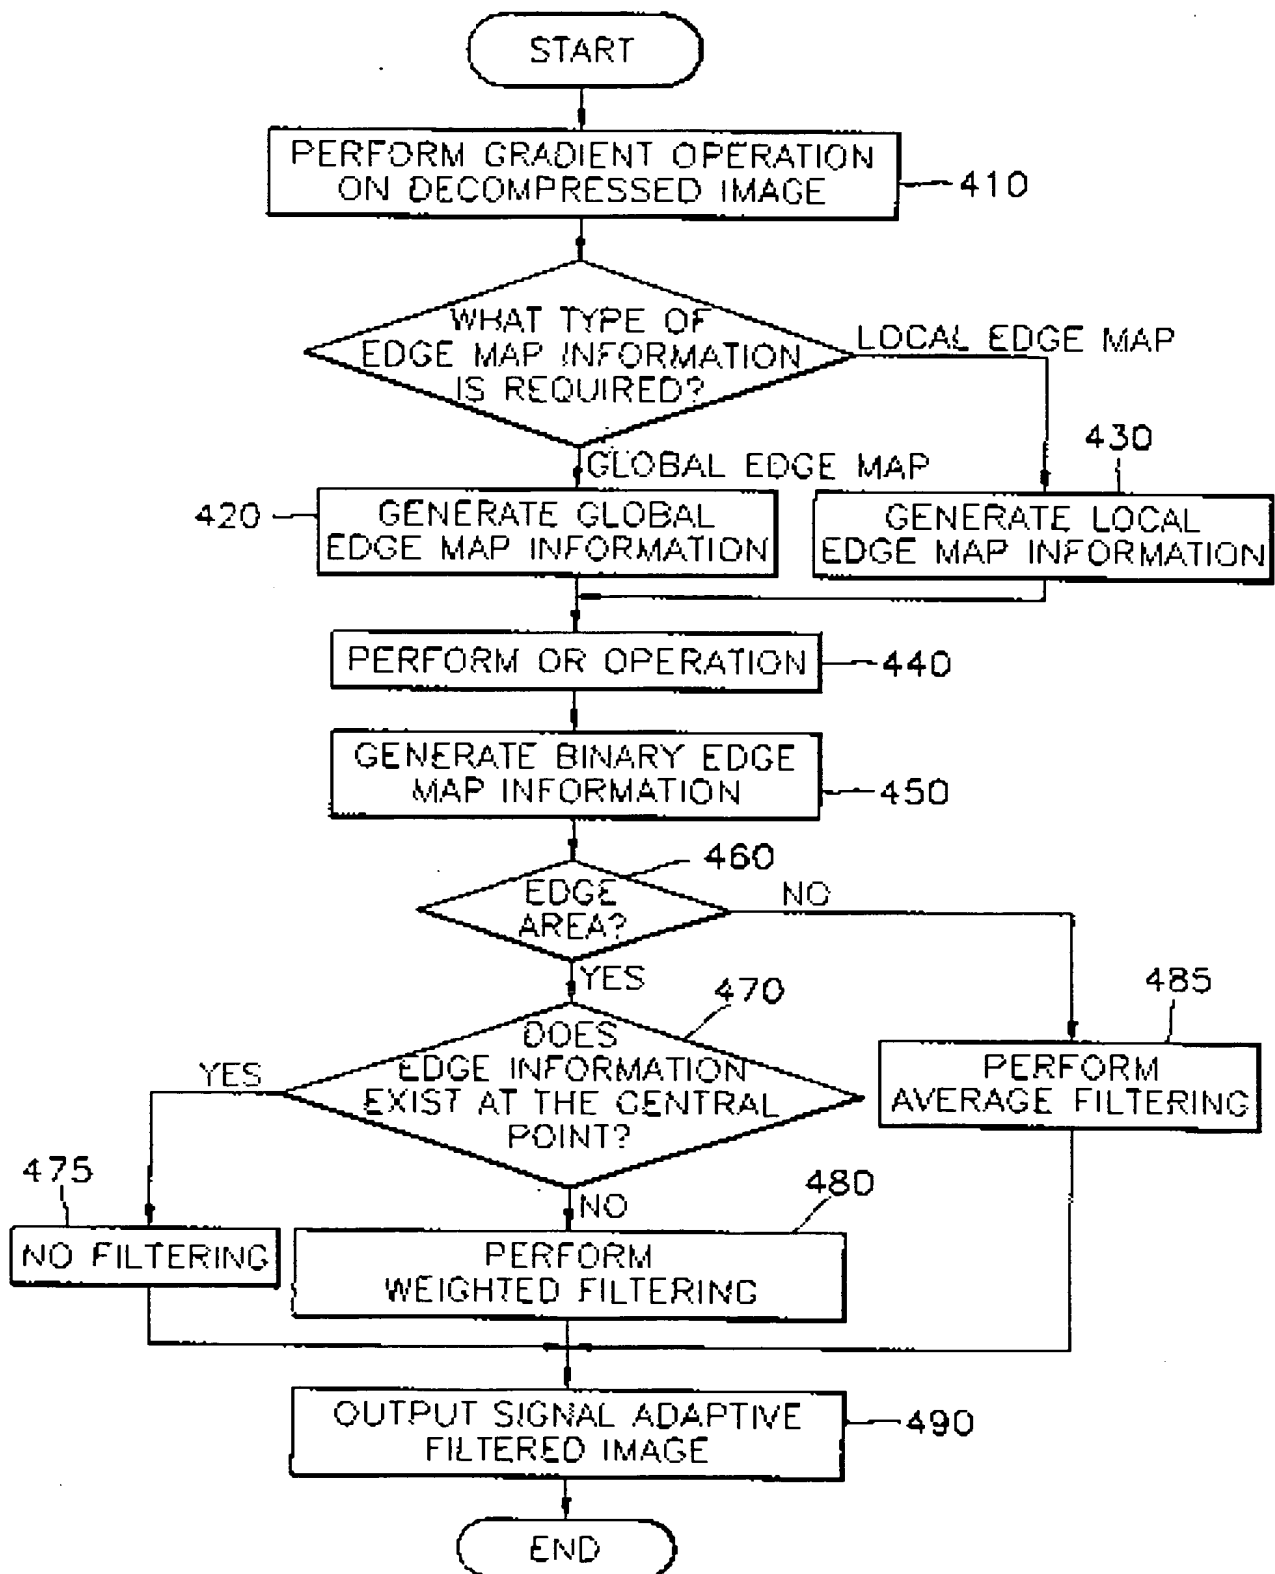 START
PERFORM GRADIENT OPERATION
ON DECOMPRESSED IMAGE
410
WHAT TYPE OF
EDGE MAP INFORMATION
IS REQUIRED?
LOCAL EDGE MAP
GLOBAL EDGE MAP
430
420
GENERATE GLOBAL
EDGE MAP INFORMATION
GENERATE LOCAL
EDGE MAP INFORMATION
PERFORM OR OPERATION
440
GENERATE BINARY EDGE
MAP INFORMATION
450
460
EDGE
AREA?
NO
YES
470
485
DOES
EDGE INFORMATION
EXIST AT THE CENTRAL
POINT?
YES
PERFORM
AVERAGE FILTERING
475
NO
480
NO FILTERING
PERFORM
WEIGHTED FILTERING
OUTPUT SIGNAL ADAPTIVE
FILTERED IMAGE
490
END